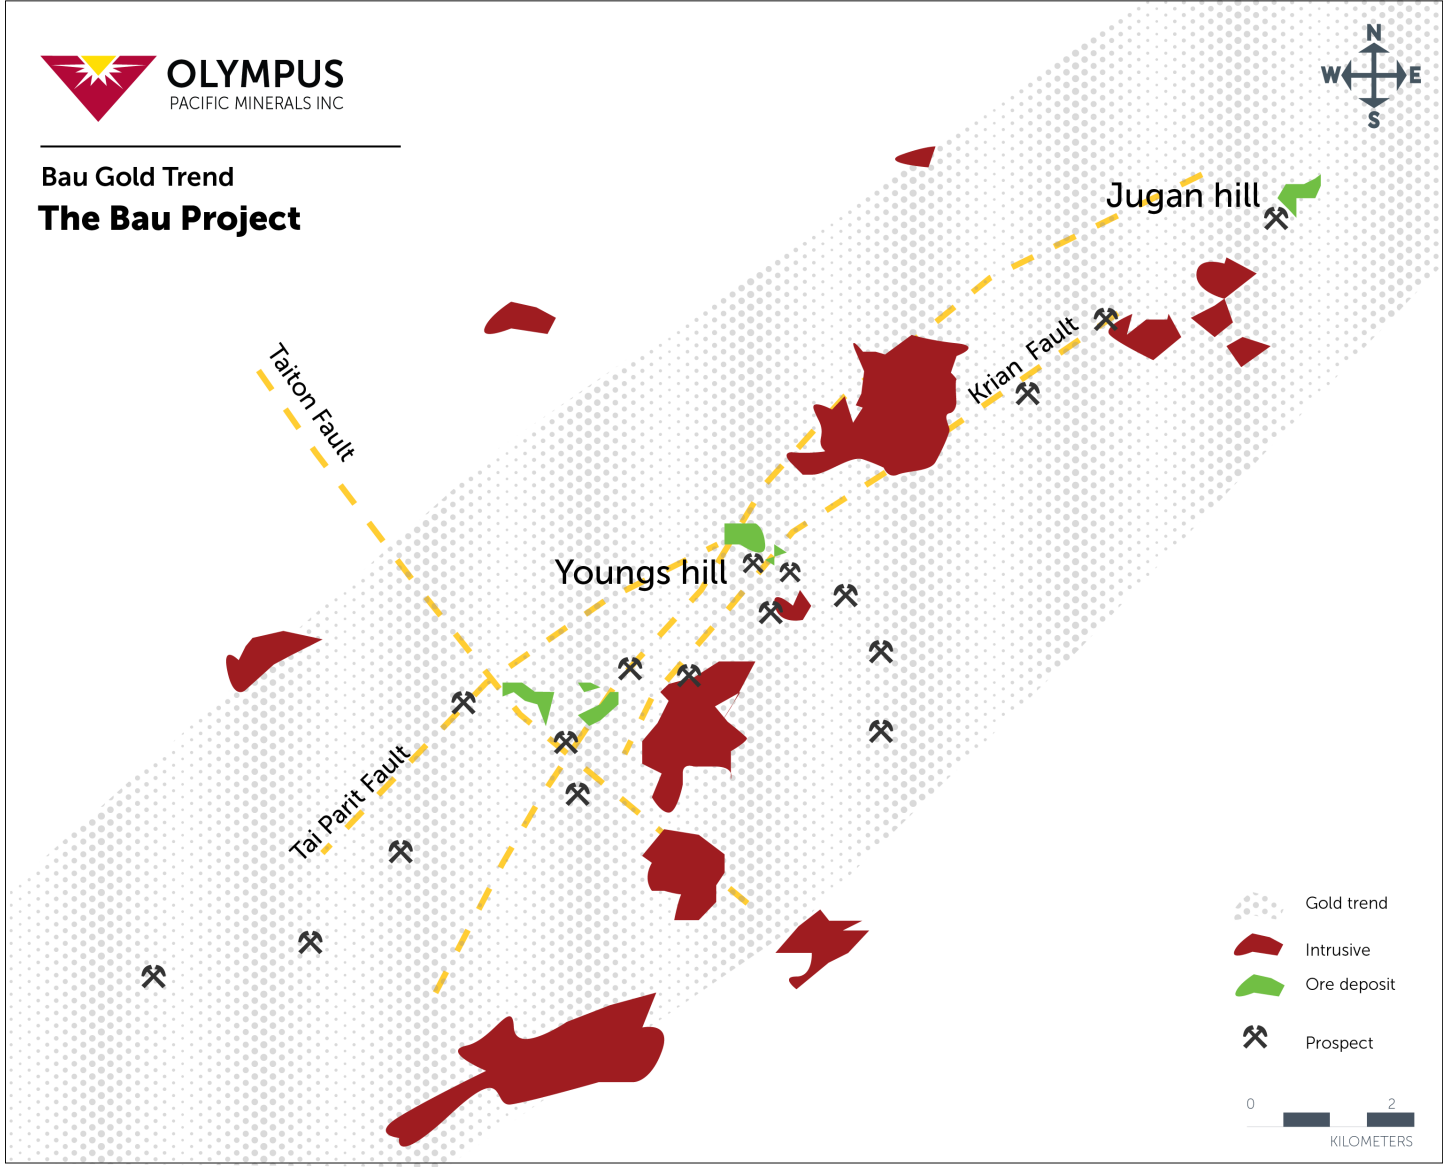 OLYMPUS
PACIFIC MINERALS INC
Bau Gold Trend
The Bau Project
N
W E
S
Jugan hill
Krian Fault
Taiton Fault
Youngs hill
Tai Parit Fault
Gold trend
Intrusive
Ore deposit
Prospect
0 2
KILOMETERS